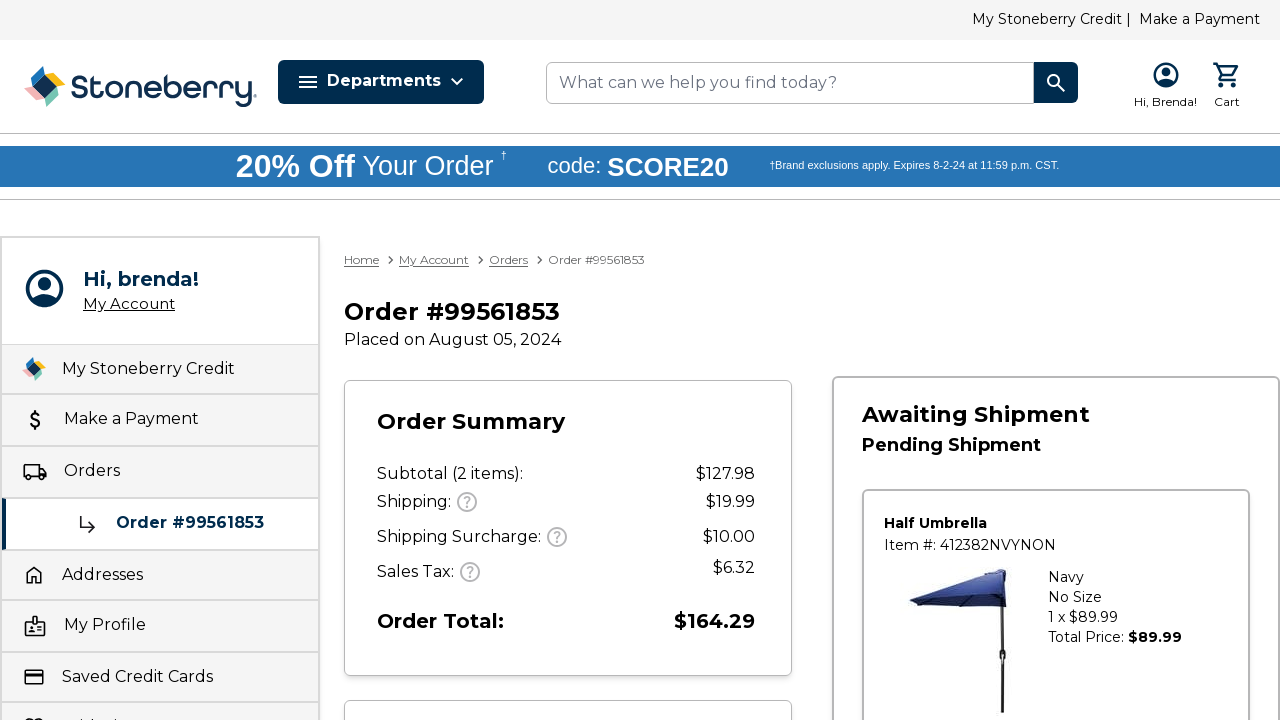 My Stoneberry Credit | Make a Payment
Stoneberry
Departments
What can we help you find today?
Hi, Brenda!
Cart
20% Off Your Order †
code: SCORE20
†Brand exclusions apply. Expires 8-2-24 at 11:59 p.m. CST.
Hi, brenda!
My Account
My Stoneberry Credit
Make a Payment
Orders
Order #99561853
Addresses
My Profile
Saved Credit Cards
Home > My Account > Orders > Order #99561853
Order #99561853
Placed on August 05, 2024
Order Summary
Subtotal (2 items): $127.98
Shipping: ? $19.99
Shipping Surcharge: ? $10.00
Sales Tax: ? $6.32
Order Total: $164.29
Awaiting Shipment
Pending Shipment
Half Umbrella
Item #: 412382NVYNON
Navy
No Size
1 x $89.99
Total Price: $89.99